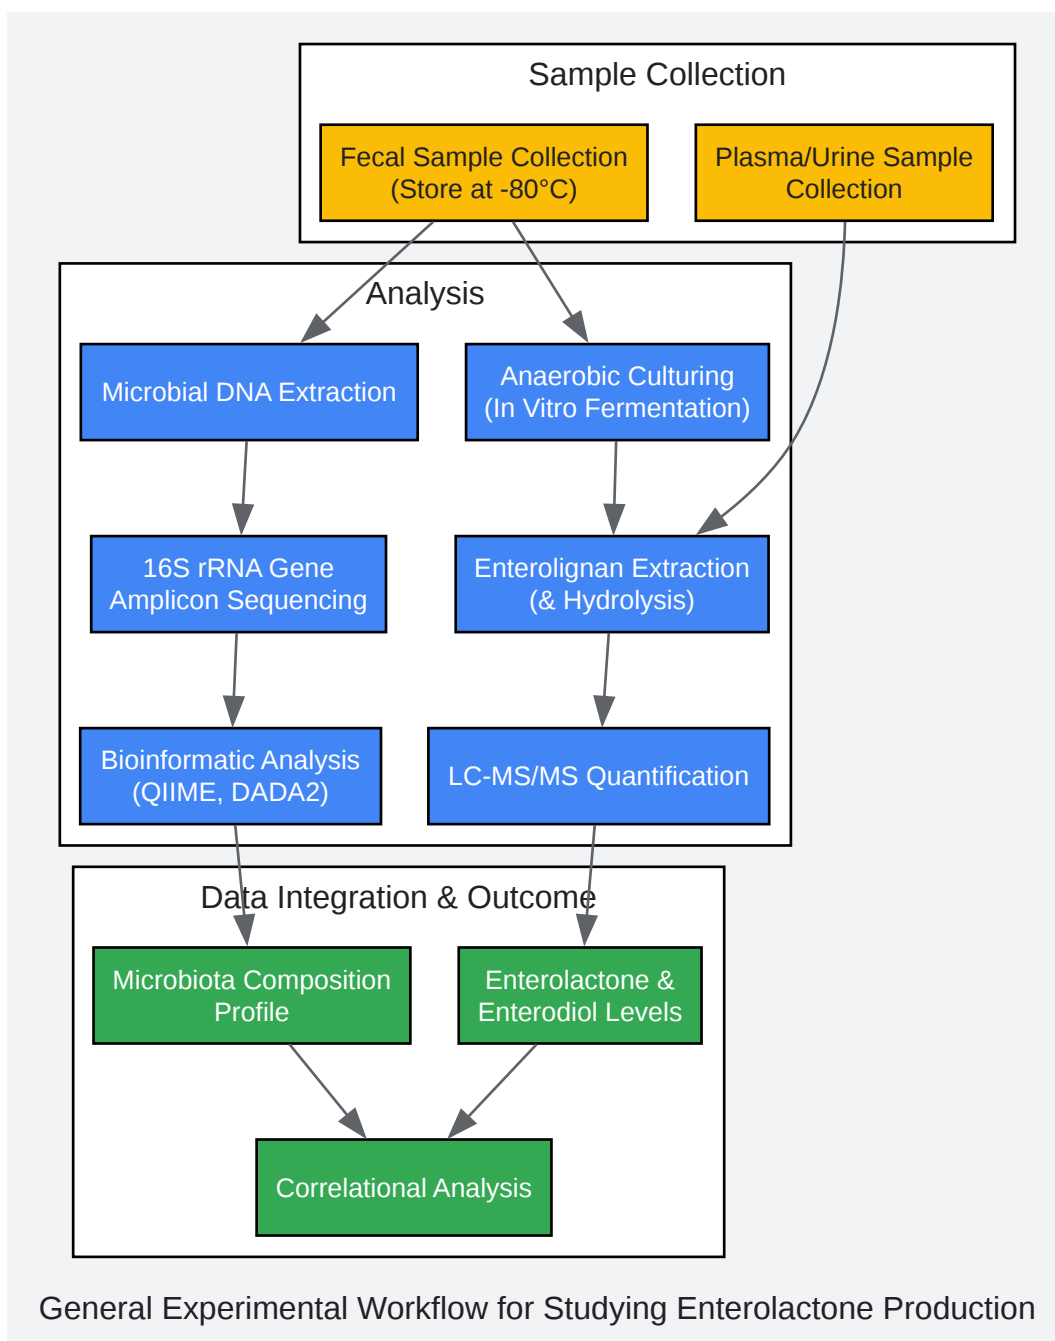 Sample Collection
Fecal Sample Collection
(Store at -80°C)
Plasma/Urine Sample
Collection
Analysis
Microbial DNA Extraction
Anaerobic Culturing
(In Vitro Fermentation)
16S rRNA Gene
Amplicon Sequencing
Enterolignan Extraction
(& Hydrolysis)
Bioinformatic Analysis
(QIIME, DADA2)
LC-MS/MS Quantification
Data Integration & Outcome
Microbiota Composition
Profile
Enterolactone &
Enterodiol Levels
Correlational Analysis
General Experimental Workflow for Studying Enterolactone Production